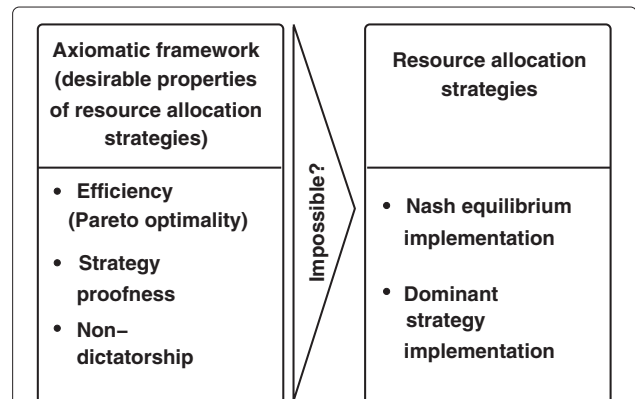 Axiomatic framework
(desirable properties
of resource allocation
strategies)
• Efficiency
(Pareto optimality)
• Strategy
proofness
• Non–
dictatorship
Impossible?
Resource allocation
strategies
• Nash equilibrium
implementation
• Dominant
strategy
implementation